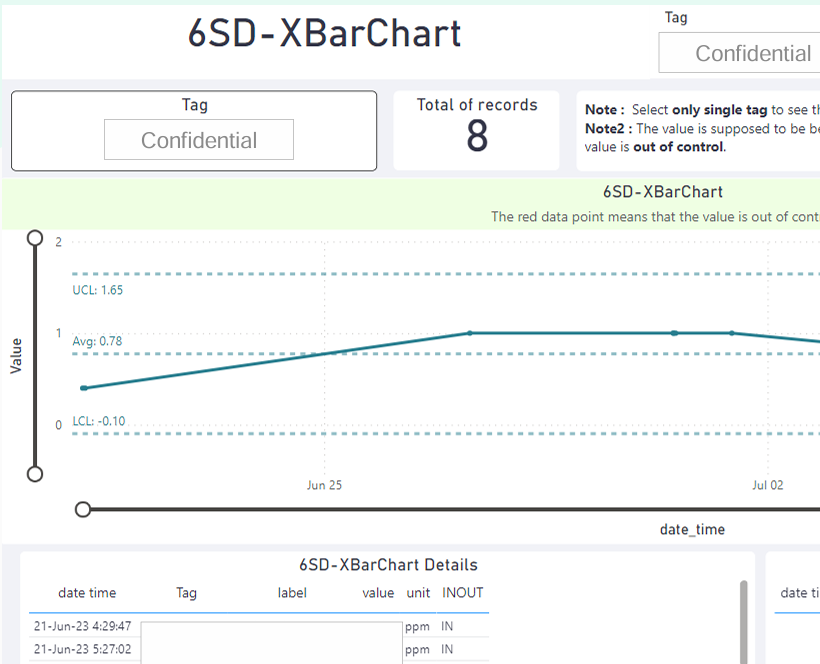 6SD-XBarChart
Tag
Confidential
Tag
Confidential
Total of records
8
Note : Select only single tag to see th
Note2 : The value is supposed to be be
value is out of control.
6SD-XBarChart
The red data point means that the value is out of cont
2
UCL: 1.65
1
Avg: 0.78
Value
0
LCL: -0.10
Jun 25
Jul 02
date_time
6SD-XBarChart Details
date time Tag label value unit INOUT
date ti
21-Jun-23 4:29:47 ppm IN
21-Jun-23 5:27:02 ppm IN